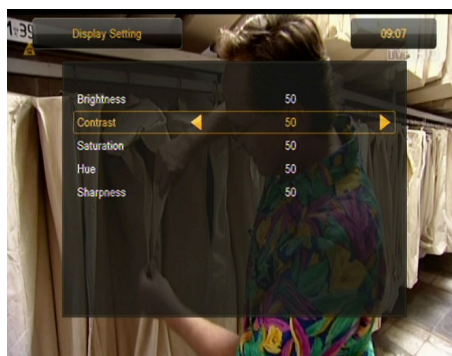 Display Setting
09:07
Brightness 50
Contrast 50
Saturation 50
Hue 50
Sharpness 50